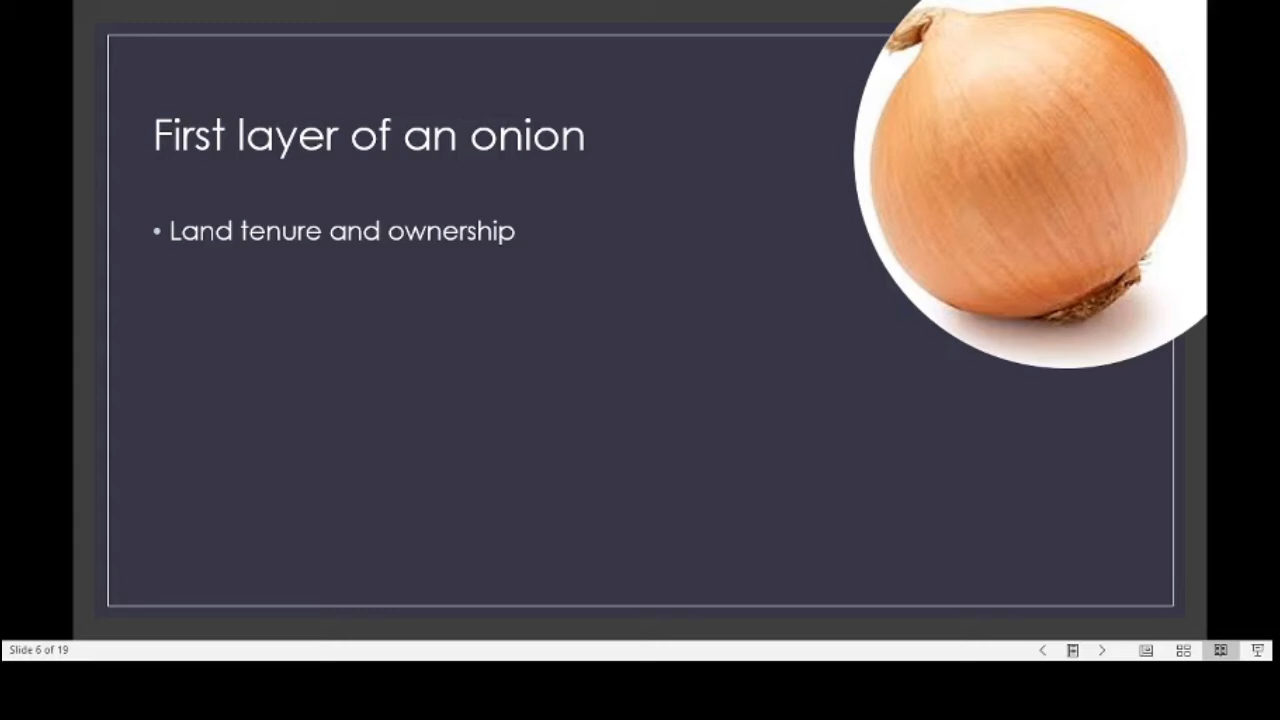 First layer of an onion
• Land tenure and ownership
Slide 6 of 19